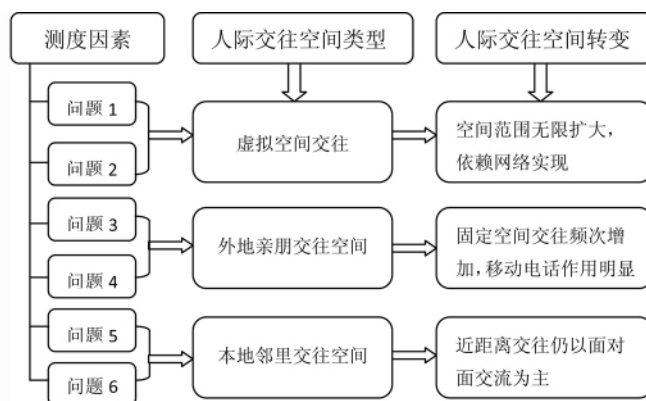 测度因素
人际交往空间类型
人际交往空间转变
问题 1
问题 2
虚拟空间交往
空间范围无限扩大，
依赖网络实现
问题 3
问题 4
外地亲朋交往空间
固定空间交往频次增
加，移动电话作用明显
问题 5
问题 6
本地邻里交往空间
近距离交往仍以面对
面交流为主